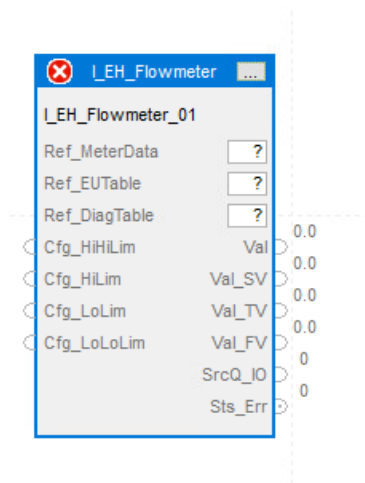 I_EH_Flowmeter ...
I_EH_Flowmeter_01
Ref_MeterData ?
Ref_EUTable ?
Ref_DiagTable ?
Cfg_HiHiLim Val 0.0
Cfg_HiLim Val_SV 0.0
Cfg_LoLim Val_TV 0.0
Cfg_LoLoLim Val_FV 0.0
SrcQ_IO 0
Sts_Err 0